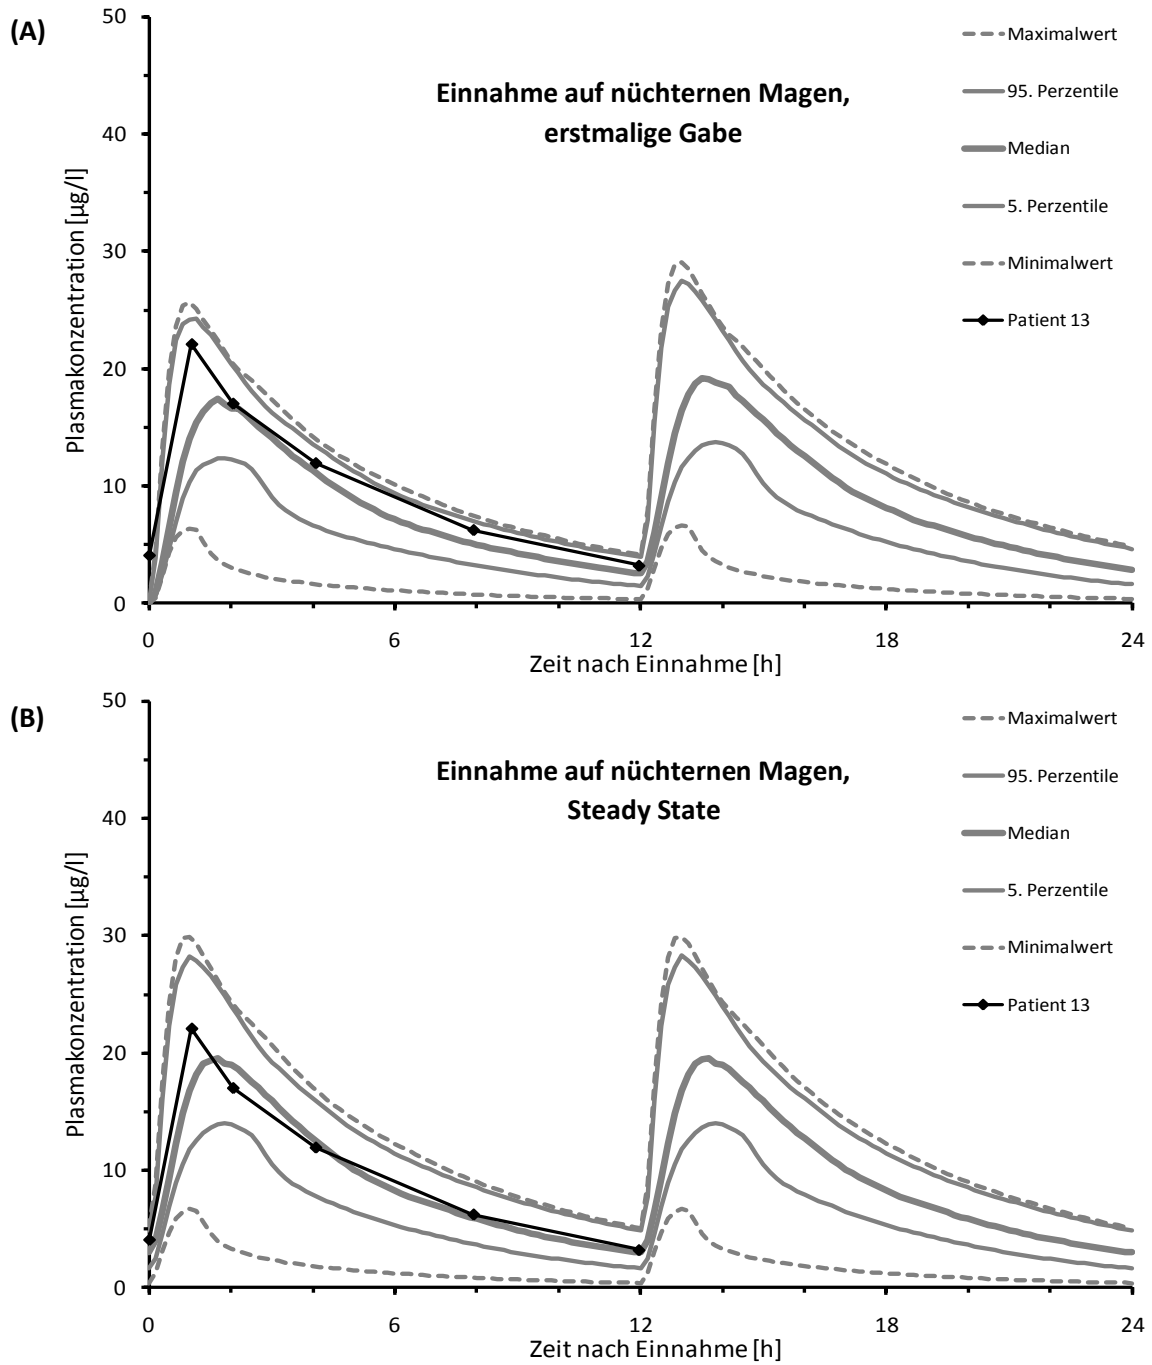 (A)
Einnahme auf nüchternen Magen,
erstmalige Gabe
Plasmakonzentration [µg/l]
50
40
30
20
10
0
0
6
12
18
24
Zeit nach Einnahme [h]
Maximalwert
95. Perzentile
Median
5. Perzentile
Minimalwert
Patient 13
(B)
Einnahme auf nüchternen Magen,
Steady State
Plasmakonzentration [µg/l]
50
40
30
20
10
0
0
6
12
18
24
Zeit nach Einnahme [h]
Maximalwert
95. Perzentile
Median
5. Perzentile
Minimalwert
Patient 13